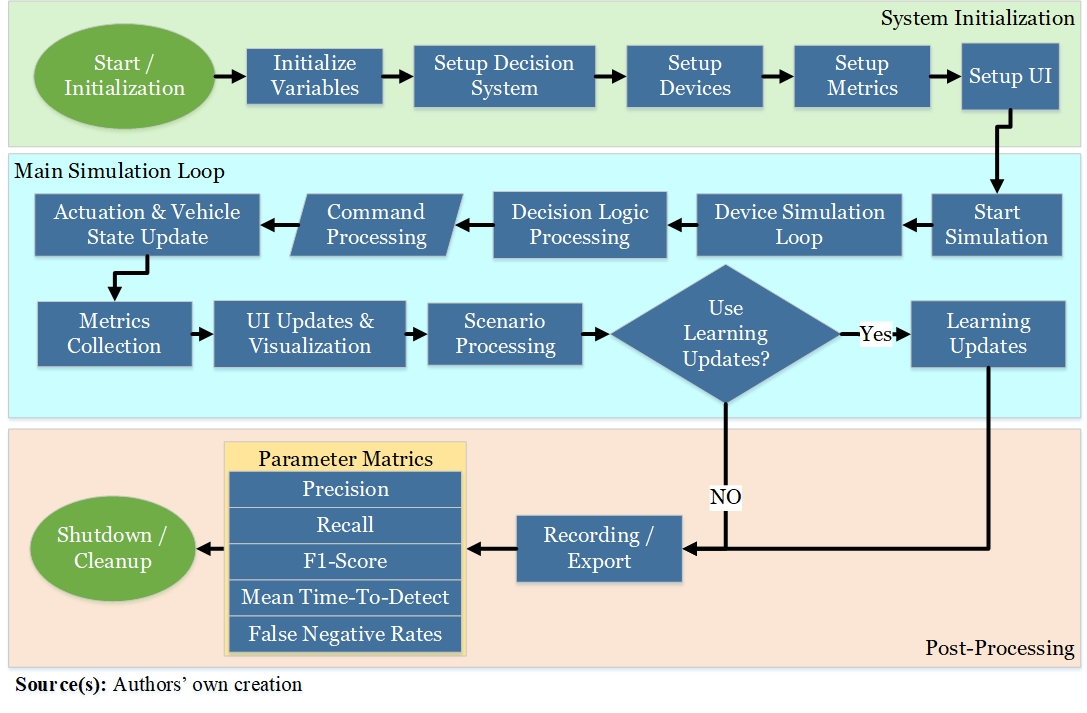 System Initialization
Start /
Initialization
Initialize
Variables
Setup Decision
System
Setup
Devices
Setup
Metrics
Setup UI
Main Simulation Loop
Start
Simulation
Device Simulation
Loop
Decision Logic
Processing
Command
Processing
Actuation & Vehicle
State Update
Metrics
Collection
UI Updates &
Visualization
Scenario
Processing
Use
Learning
Updates?
Yes
Learning
Updates
NO
Recording /
Export
Parameter Matrics
Precision
Recall
F1-Score
Mean Time-To-Detect
False Negative Rates
Shutdown /
Cleanup
Post-Processing
Source(s): Authors' own creation